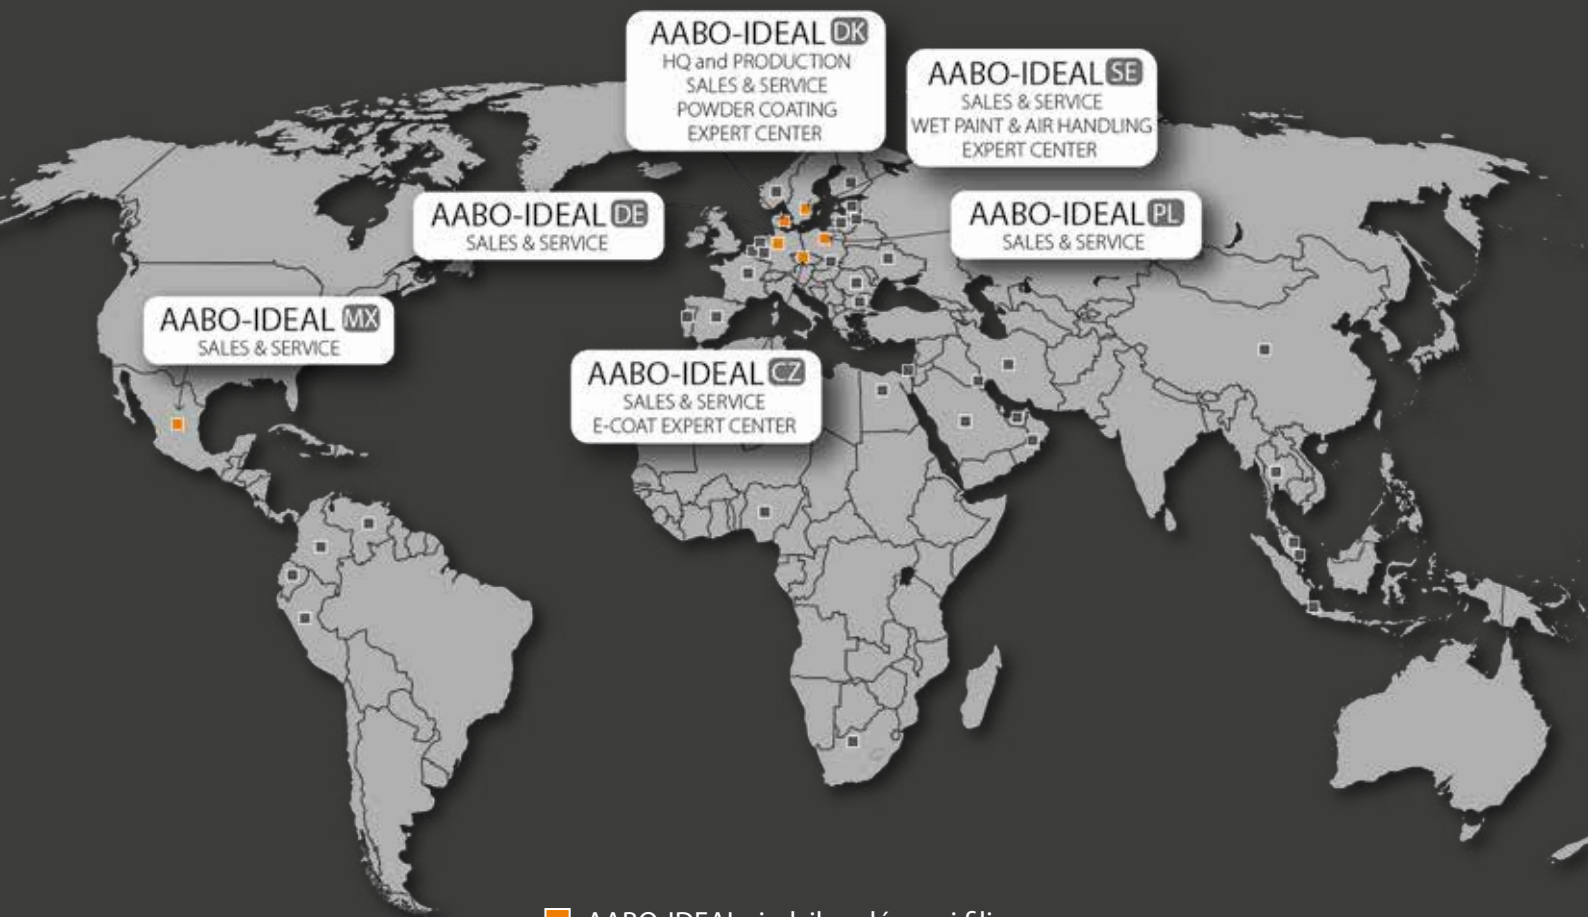 AABO-IDEAL DK
HQ and PRODUCTION
SALES & SERVICE
POWDER COATING
EXPERT CENTER
AABO-IDEAL SE
SALES & SERVICE
WET PAINT & AIR HANDLING
EXPERT CENTER
AABO-IDEAL DE
SALES & SERVICE
AABO-IDEAL PL
SALES & SERVICE
AABO-IDEAL MX
SALES & SERVICE
AABO-IDEAL CZ
SALES & SERVICE
E-COAT EXPERT CENTER
AABO-IDEAL